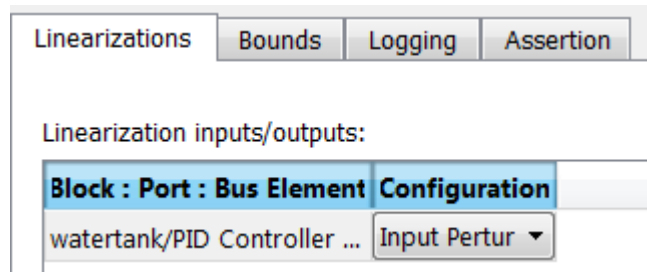 Linearizations Bounds Logging Assertion
Linearization inputs/outputs:
Block : Port : Bus Element Configuration
watertank/PID Controller ... Input Pertur